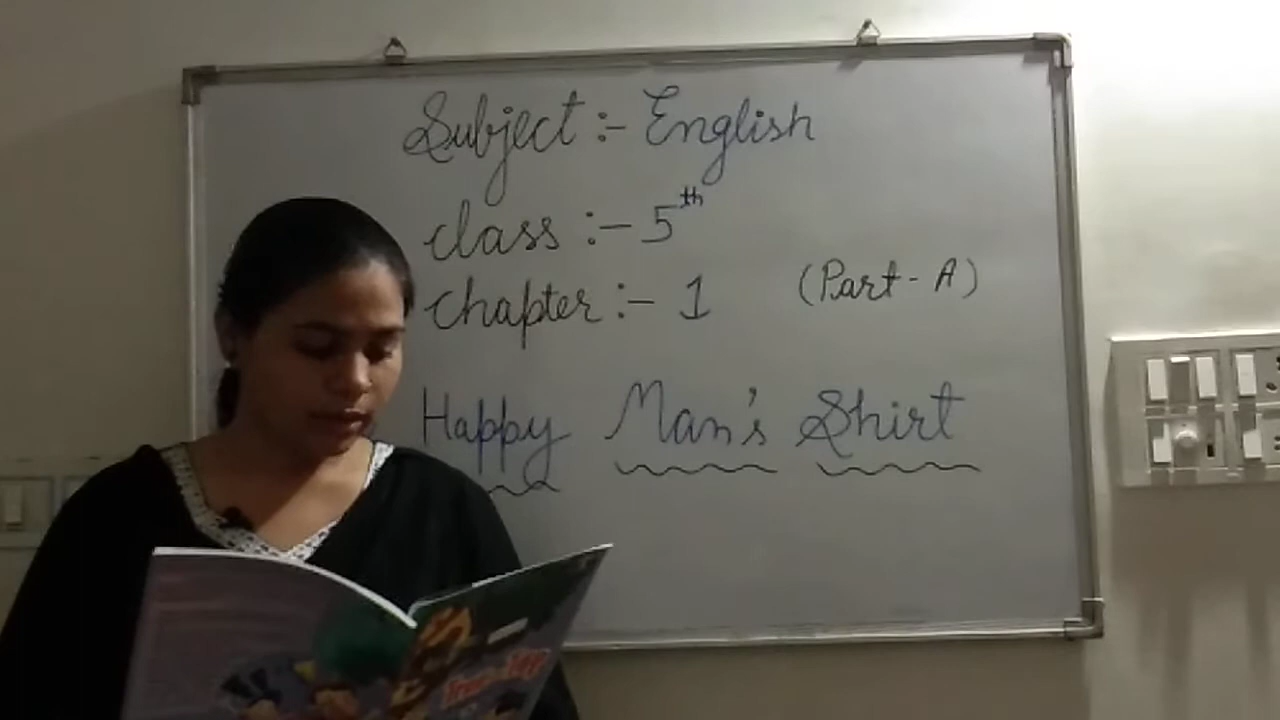 Subject :- English
class :- 5th
chapter :- 1 (Part - A)
Happy Man's Shirt